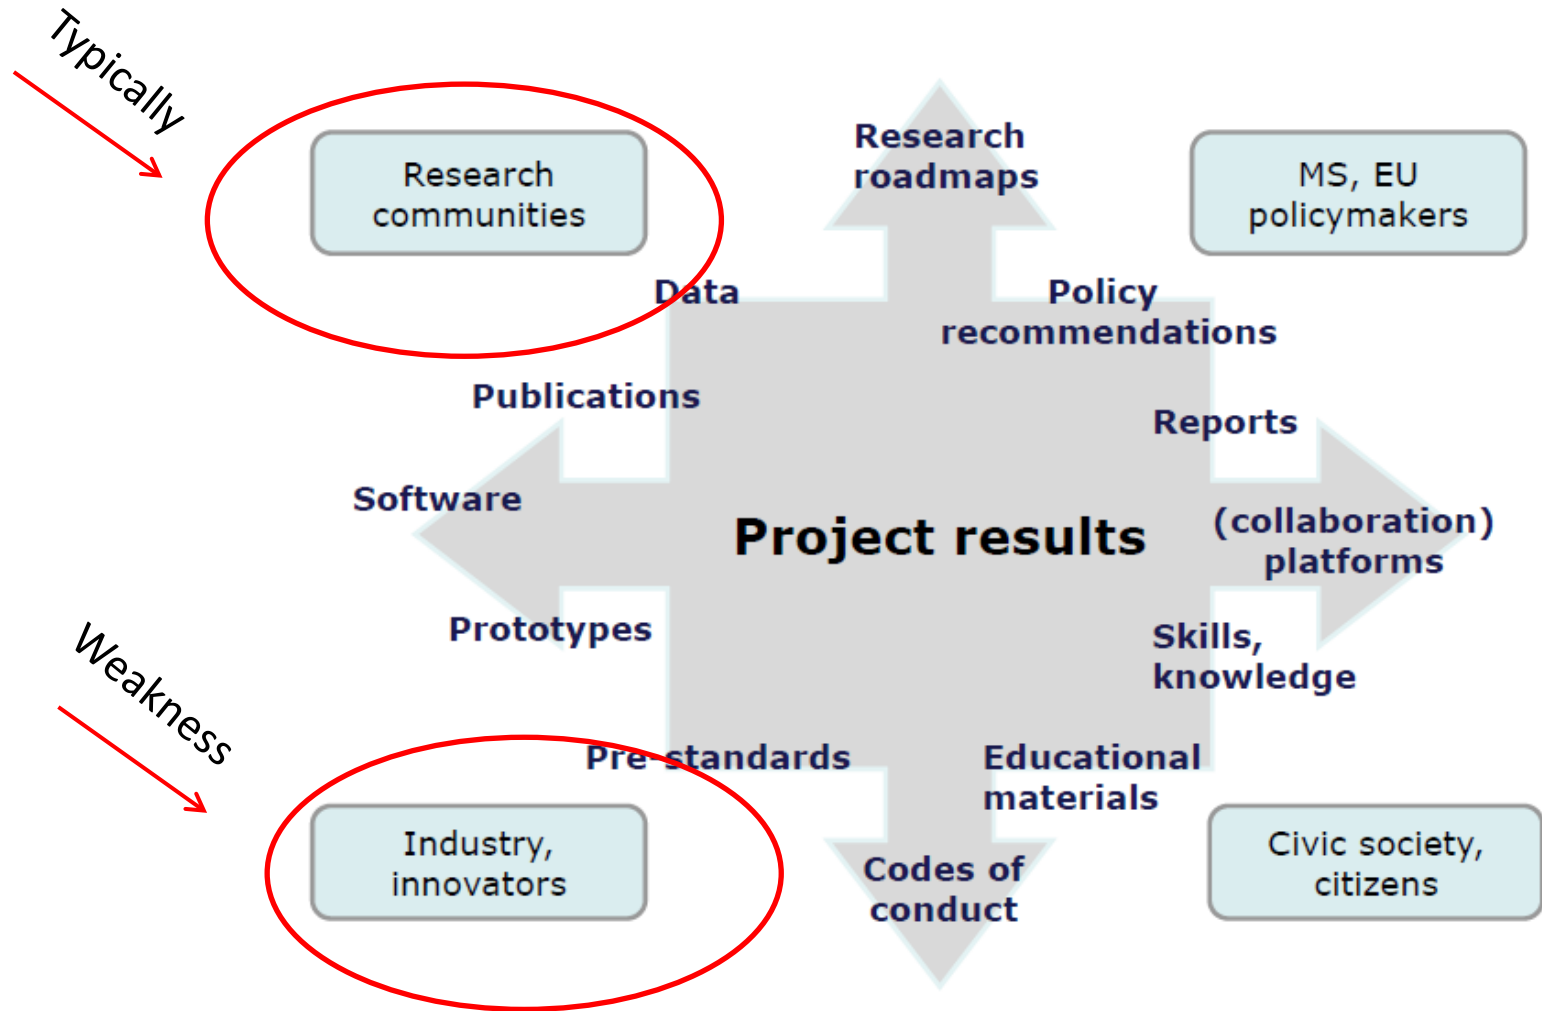 Typically
Research
communities
Research
roadmaps
MS, EU
policymakers
Data
Policy
recommendations
Publications
Reports
Software
Project results
(collaboration)
platforms
Prototypes
Skills,
knowledge
Weakness
Pre-standards
Educational
materials
Industry,
innovators
Codes of
conduct
Civic society,
citizens